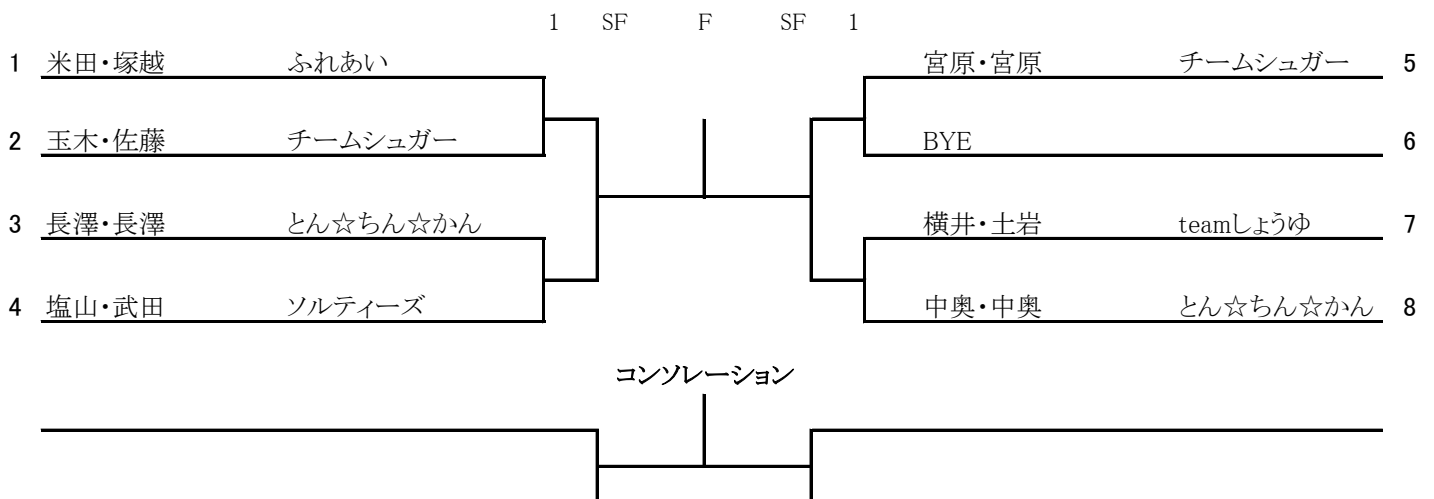 1 SF F SF 1
1 米田・塚越 ふれあい 宮原・宮原 チームシュガー 5
2 玉木・佐藤 チームシュガー BYE 6
3 長澤・長澤 とん☆ちん☆かん 横井・土岩 teamしょうゆ 7
4 塩山・武田 ソルティーズ 中奥・中奥 とん☆ちん☆かん 8
コンソレーション